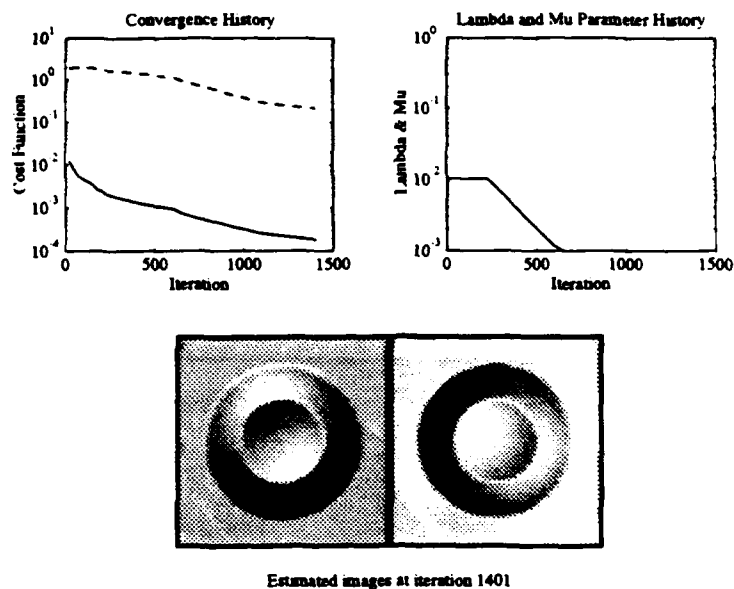 Convergence History
10^1
10^0
10^-1
10^-2
10^-3
10^-4
Cost Function
0 500 1000 1500
Iteration
Lambda and Mu Parameter History
10^0
10^-1
10^-2
10^-3
Lambda & Mu
0 500 1000 1500
Iteration
Estimated images at iteration 1401